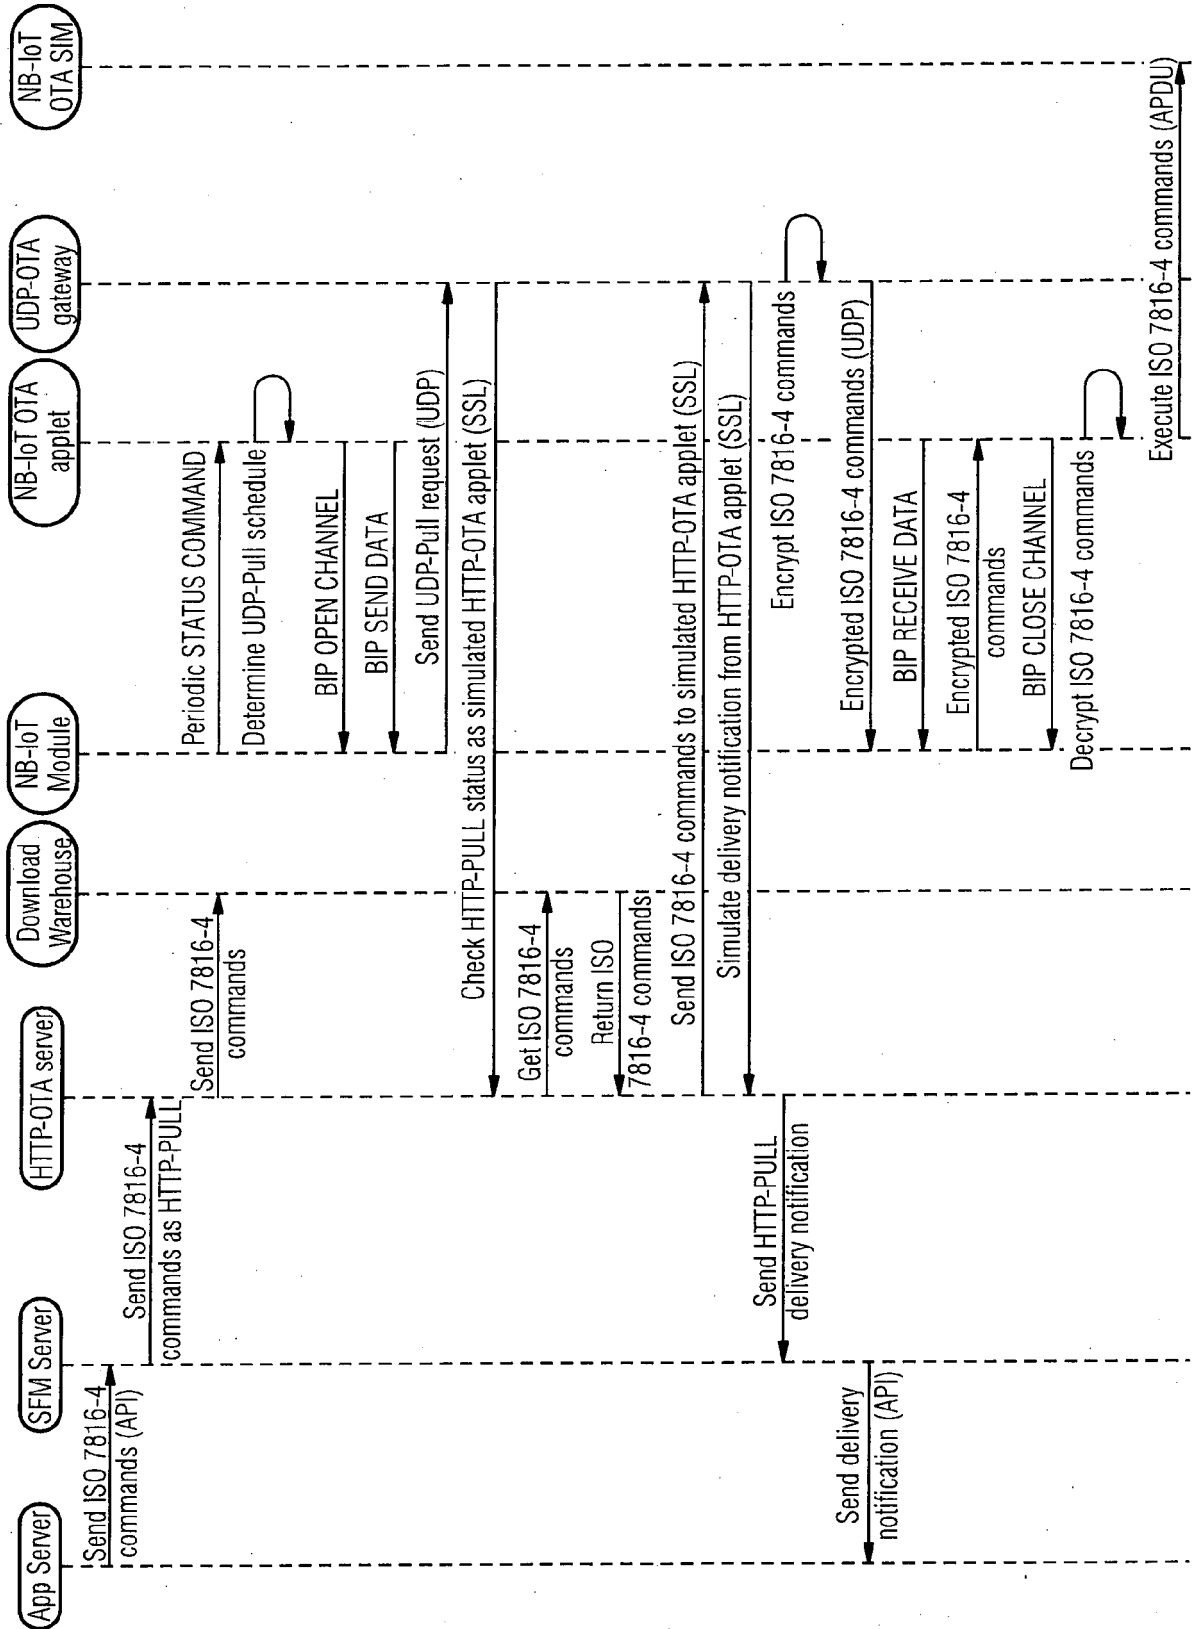 App Server
SFM Server
HTTP-OTA server
Download
Warehouse
NB-IoT
Module
NB-IoT OTA
applet
UDP-OTA
gateway
NB-IoT
OTA SIM
Send ISO 7816-4
commands (API)
Send ISO 7816-4
commands as HTTP-PULL
Send ISO 7816-4
commands
Periodic STATUS COMMAND
Determine UDP-Pull schedule
BIP OPEN CHANNEL
BIP SEND DATA
Send UDP-Pull request (UDP)
Check HTTP-PULL status as simulated HTTP-OTA applet (SSL)
Get ISO 7816-4
commands
Return ISO
7816-4 commands
Send ISO 7816-4 commands to simulated HTTP-OTA applet (SSL)
Simulate delivery notification from HTTP-OTA applet (SSL)
Send HTTP-PULL
delivery notification
Encrypt ISO 7816-4 commands
Send delivery
notification (API)
Encrypted ISO 7816-4 commands (UDP)
BIP RECEIVE DATA
Encrypted ISO 7816-4
commands
BIP CLOSE CHANNEL
Decrypt ISO 7816-4 commands
Execute ISO 7816-4 commands (APDU)